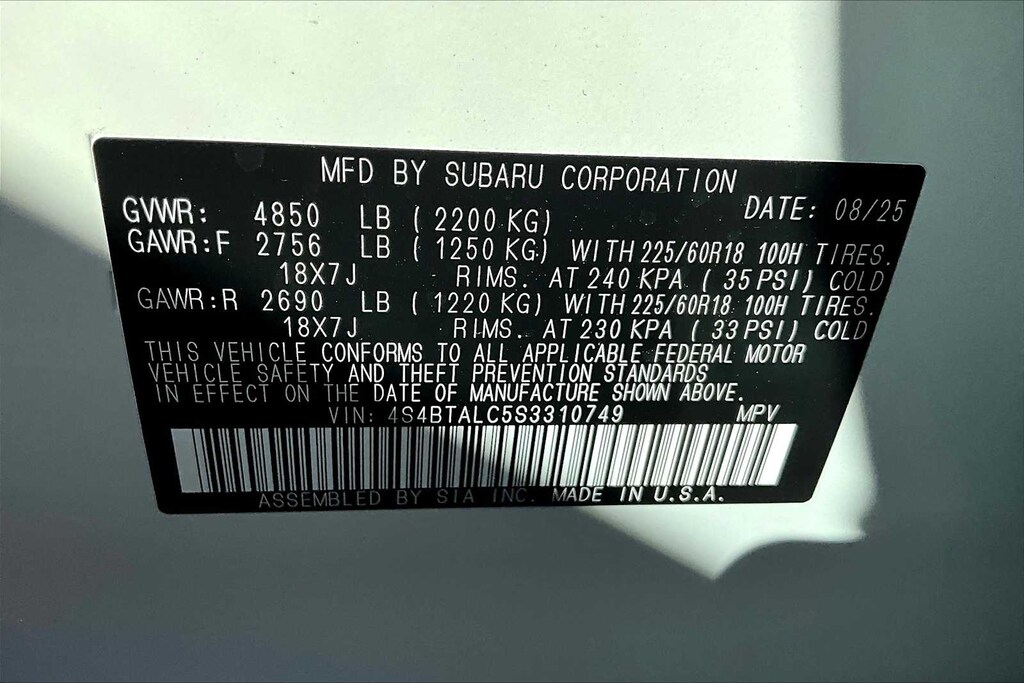 MFD BY SUBARU CORPORATION
GVWR: 4850 LB ( 2200 KG) DATE: 08/25
GAWR:F 2756 LB ( 1250 KG) WITH 225/60R18 100H TIRES.
18X7J RIMS. AT 240 KPA ( 35 PSI) COLD
GAWR:R 2690 LB ( 1220 KG) WITH 225/60R18 100H TIRES.
18X7J RIMS. AT 230 KPA ( 33 PSI) COLD
THIS VEHICLE CONFORMS TO ALL APPLICABLE FEDERAL MOTOR
VEHICLE SAFETY AND THEFT PREVENTION STANDARDS
IN EFFECT ON THE DATE OF MANUFACTURE SHOWN ABOVE.
VIN: 4S4BTALC5S3310749 MPV
ASSEMBLED BY SIA INC. MADE IN U.S.A.